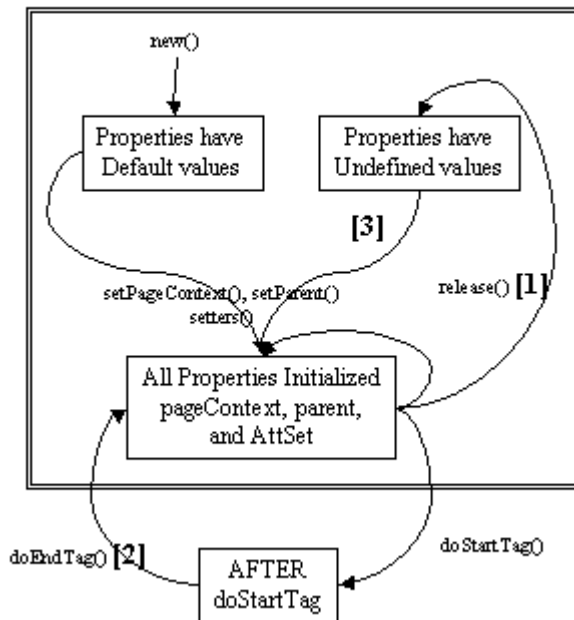 new()
Properties have
Default values
Properties have
Undefined values
[3]
release() [1]
setPageContext(), setParent()
setters()
All Properties Initialized
pageContext, parent,
and AttSet
doEndTag() [2]
doStartTag()
AFTER
doStartTag